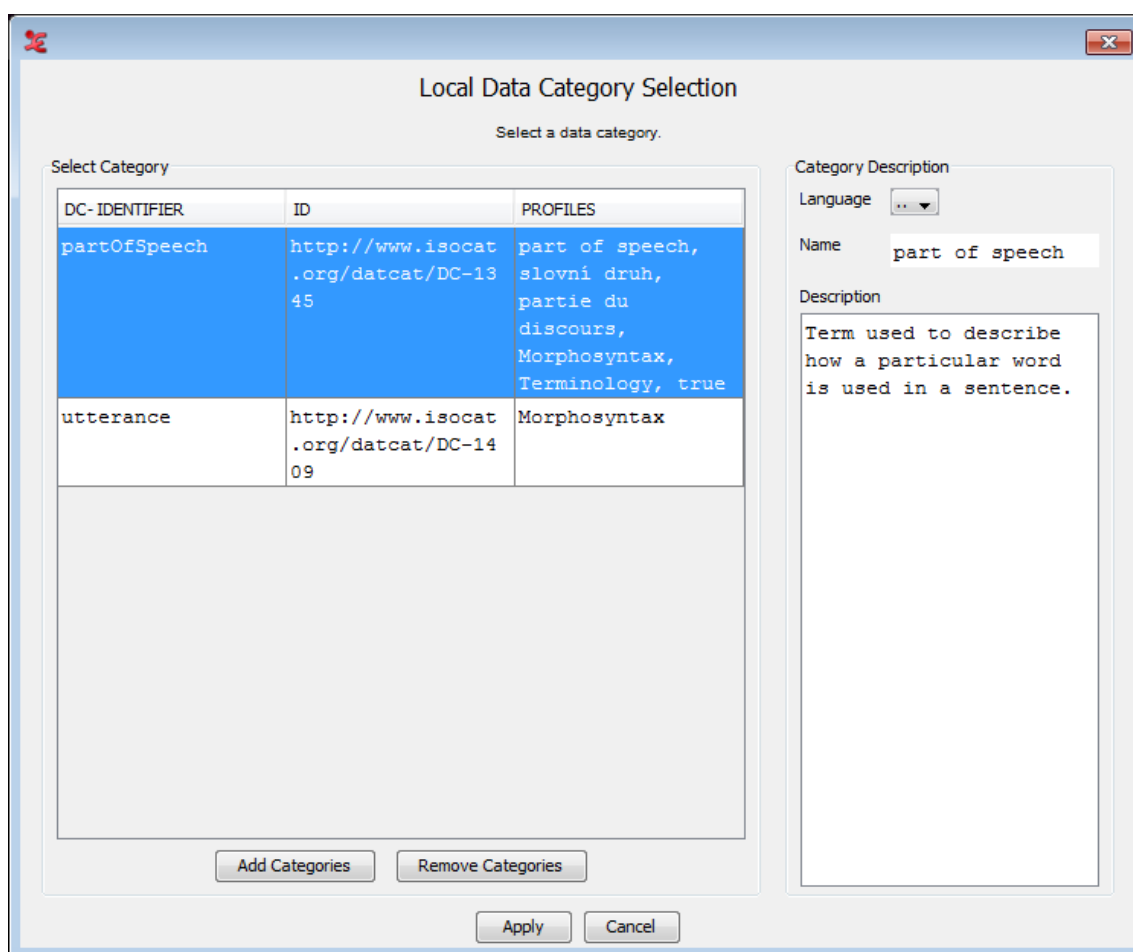 Local Data Category Selection
Select a data category.
Select Category
DC- IDENTIFIER ID PROFILES
partOfSpeech
http://www.isocat
.org/datcat/DC-13
45
part of speech,
slovní druh,
partie du
discours,
Morphosyntax,
Terminology, true
utterance
http://www.isocat
.org/datcat/DC-14
09
Morphosyntax
Add Categories Remove Categories
Category Description
Language ..
Name part of speech
Description
Term used to describe
how a particular word
is used in a sentence.
Apply Cancel